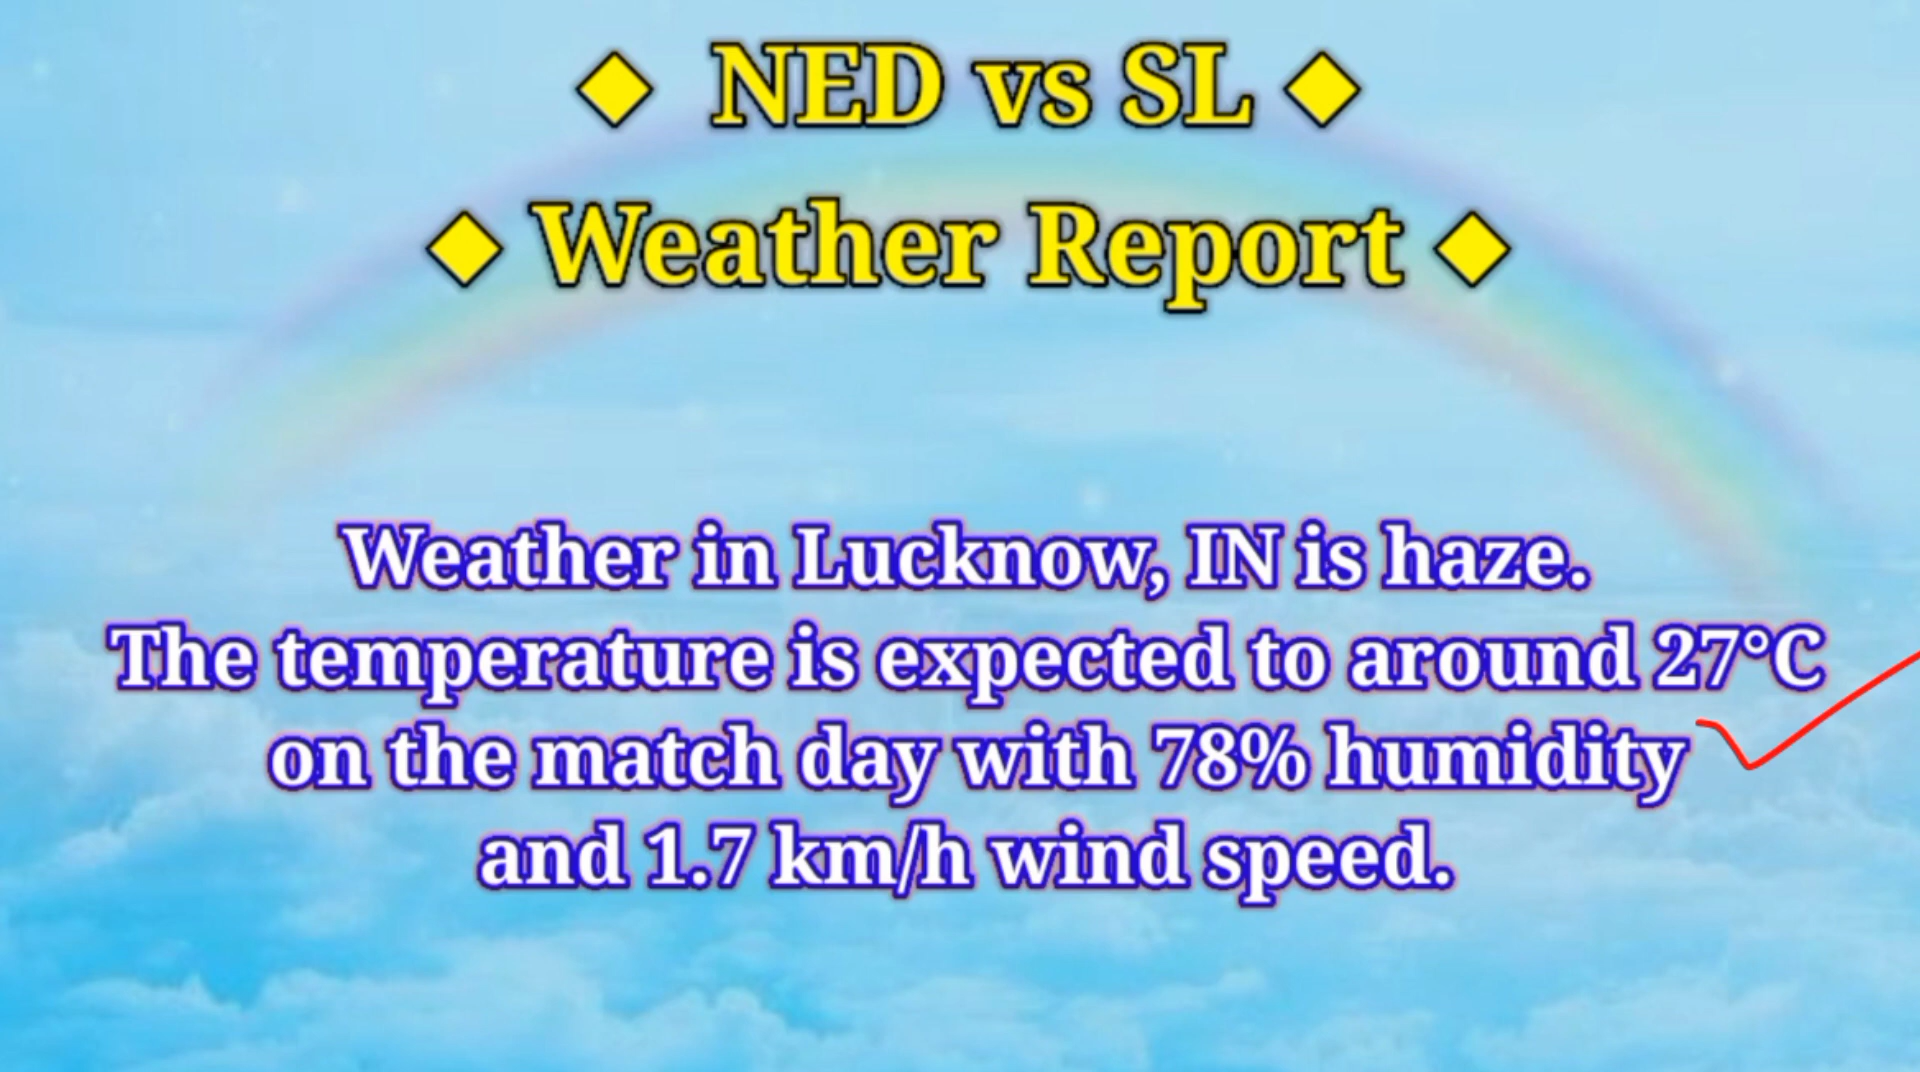 ◆ NED vs SL ◆
◆ Weather Report ◆
Weather in Lucknow, IN is haze.
The temperature is expected to around 27°C
on the match day with 78% humidity
and 1.7 km/h wind speed.